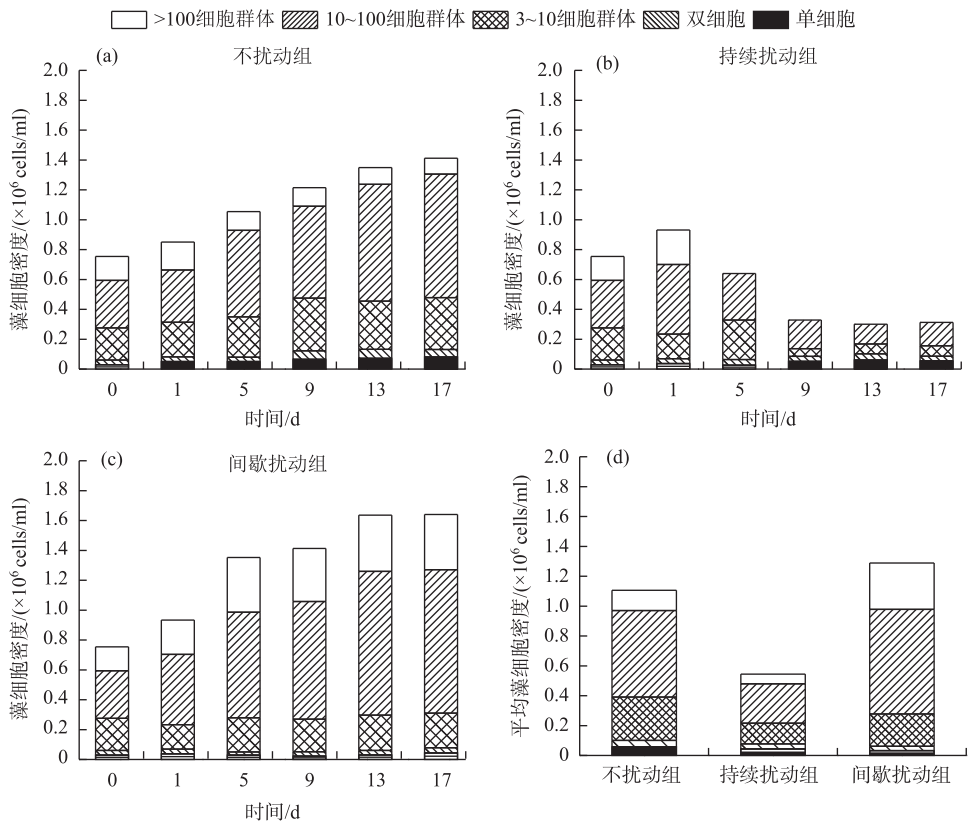 >100细胞群体 10~100细胞群体 3~10细胞群体 双细胞 单细胞
(a) 不扰动组
2.0
1.8
1.6
1.4
1.2
1.0
0.8
0.6
0.4
0.2
0
藻细胞密度/(×10⁶ cells/ml)
0 1 5 9 13 17
时间/d
(b) 持续扰动组
2.0
1.8
1.6
1.4
1.2
1.0
0.8
0.6
0.4
0.2
0
藻细胞密度/(×10⁶ cells/ml)
0 1 5 9 13 17
时间/d
(c) 间歇扰动组
2.0
1.8
1.6
1.4
1.2
1.0
0.8
0.6
0.4
0.2
0
藻细胞密度/(×10⁶ cells/ml)
0 1 5 9 13 17
时间/d
(d)
2.0
1.8
1.6
1.4
1.2
1.0
0.8
0.6
0.4
0.2
0
平均藻细胞密度/(×10⁶ cells/ml)
不扰动组 持续扰动组 间歇扰动组